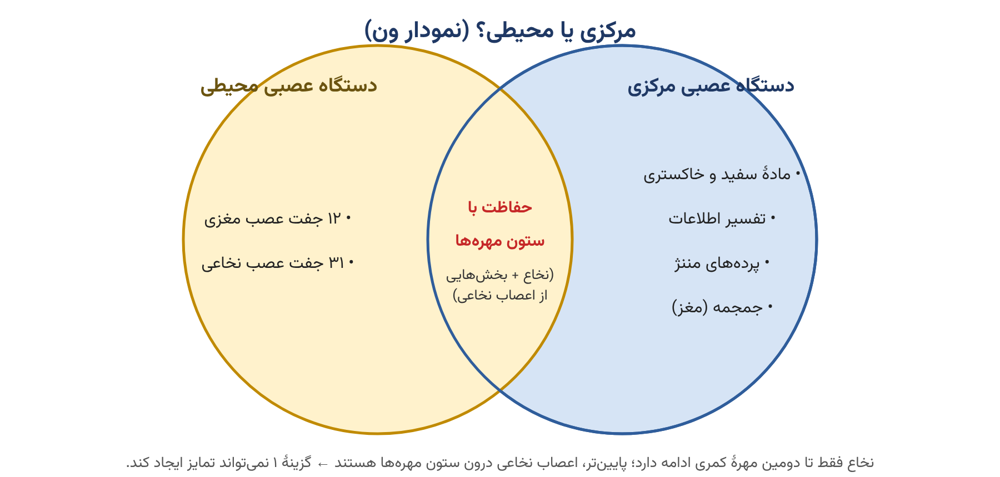 مرکزی یا محیطی؟ (نمودار ون)
دستگاه عصبی مرکزی
• مادهٔ سفید و خاکستری
• تفسیر اطلاعات
• پرده‌های مننژ
• جمجمه (مغز)
حفاظت با
ستون مهره‌ها
(نخاع + بخش‌هایی
از اعصاب نخاعی)
دستگاه عصبی محیطی
• ۱۲ جفت عصب مغزی
• ۳۱ جفت عصب نخاعی
نخاع فقط تا دومین مهرهٔ کمری ادامه دارد؛ پایین‌تر، اعصاب نخاعی درون ستون مهره‌ها هستند ← گزینهٔ ۱ نمی‌تواند تمایز ایجاد کند.